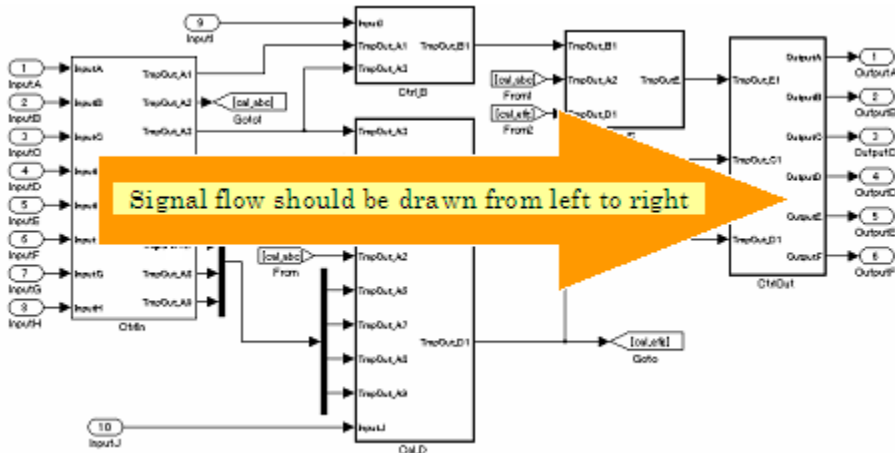 9
InputI
InputI
TmpOut_A1
TmpOut_A3
TmpOut_B1
Ctrl_B
1
InputA
2
InputB
3
InputC
4
InputD
5
InputE
6
InputF
7
InputG
8
InputH
InputA
InputB
InputC
InputG
InputH
TmpOut_A1
TmpOut_A2
TmpOut_A3
TmpOut_A8
TmpOut_A9
CtrlIn
[cal_abc]
Goto1
TmpOut_B1
TmpOut_A2
TmpOut_D1
TmpOutE
[cal_abc]
From1
[cal_efg]
From2
TmpOut_E1
TmpOut_C1
TmpOut_D1
OutputA
OutputB
OutputC
OutputD
OutputE
OutputF
CtrlOut
1
OutputA
2
OutputB
3
OutputC
4
OutputD
5
OutputE
6
OutputF
Signal flow should be drawn from left to right
[cal_abc]
From
TmpOut_A3
TmpOut_A2
TmpOut_A6
TmpOut_A7
TmpOut_A8
TmpOut_A9
InputJ
TmpOut_D1
Cal_D
[cal_efg]
Goto
10
InputJ